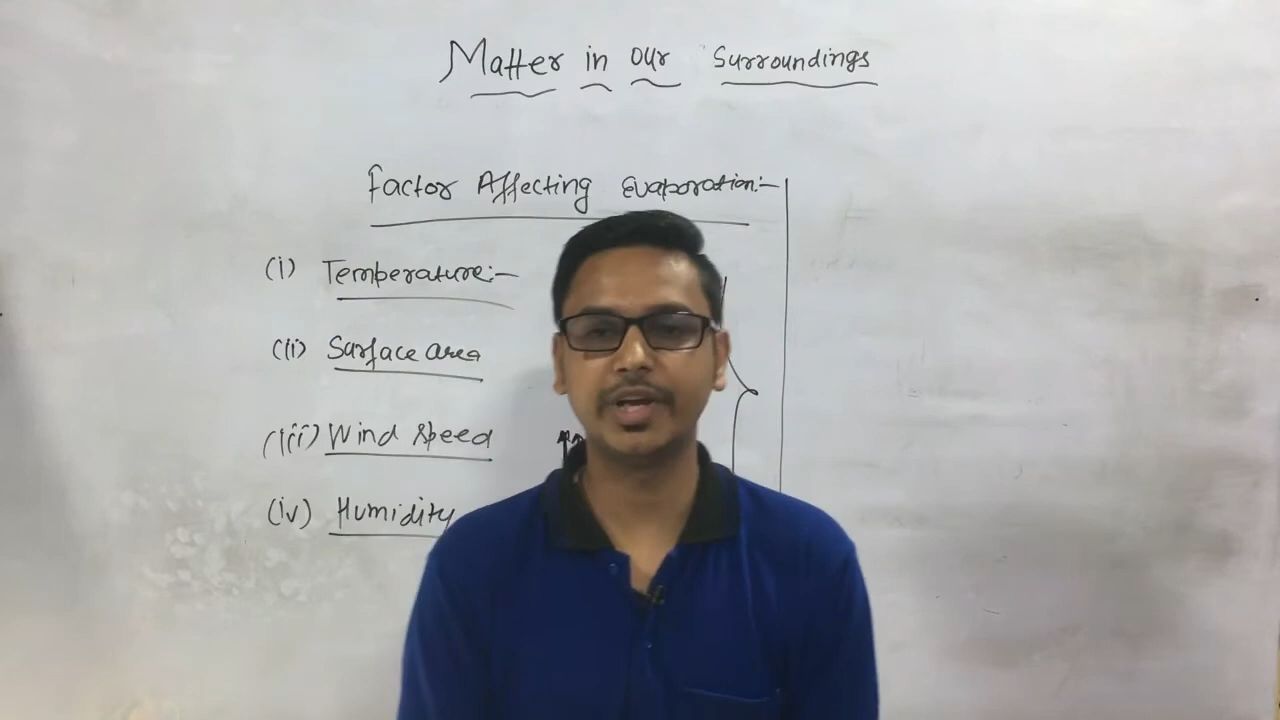 Matter in our Surroundings
Factor Affecting Evaporation:-
(i) Temperature:-
(ii) Surface area
(iii) Wind Speed
(iv) Humidity